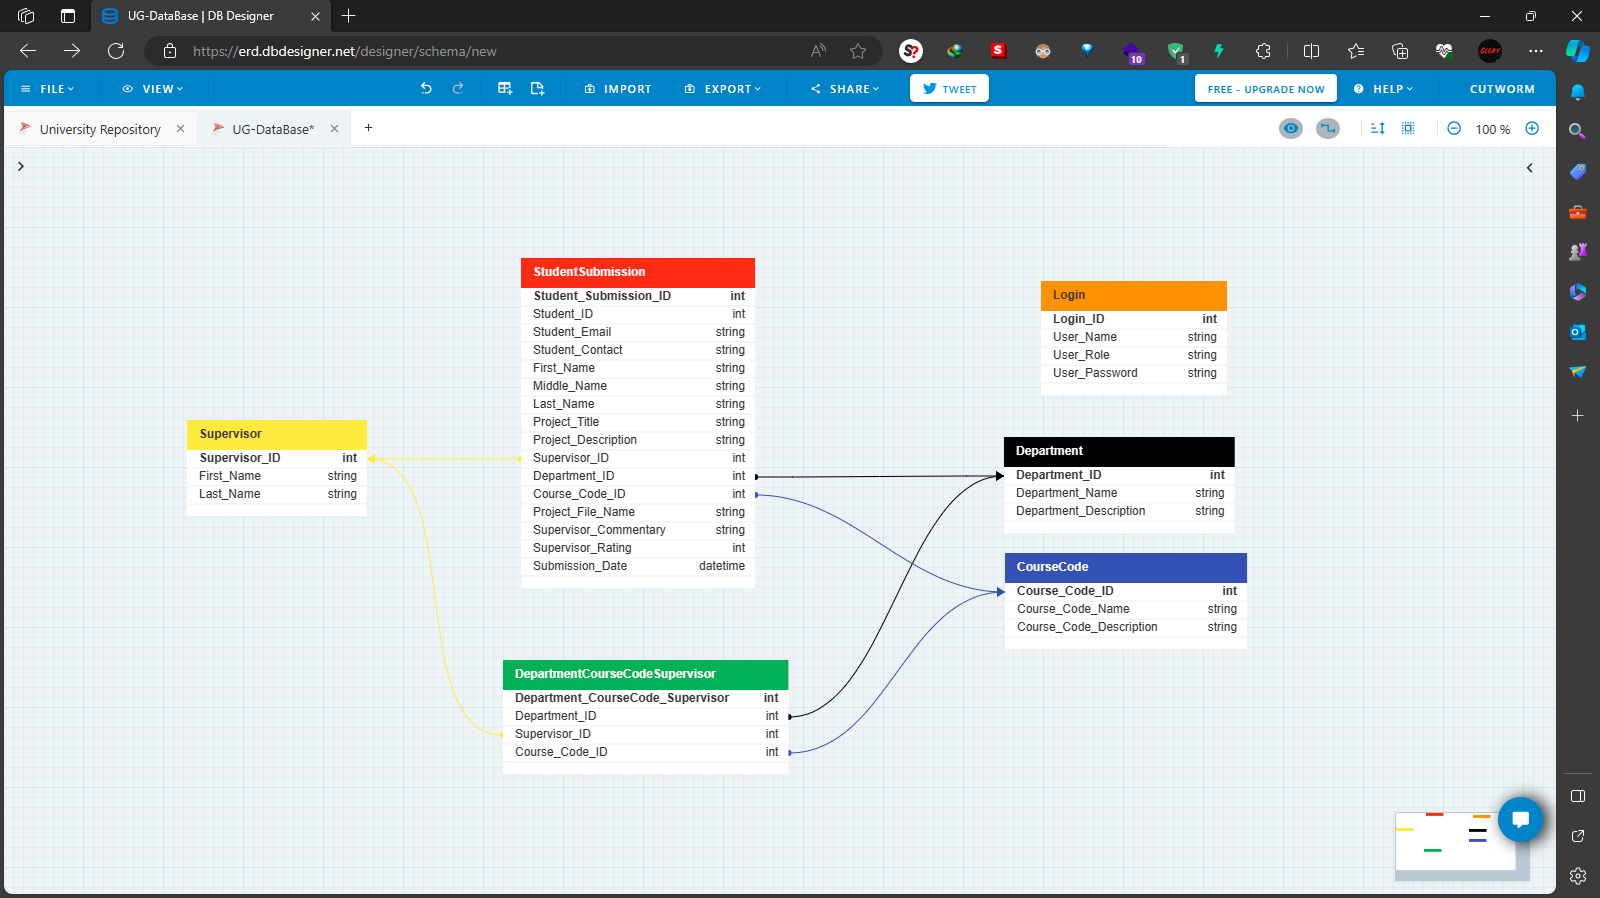 UG-DataBase | DB Designer
https://erd.dbdesigner.net/designer/schema/new
10
1
FILE
VIEW
IMPORT
EXPORT
SHARE
TWEET
FREE - UPGRADE NOW
HELP
CUTWORM
University Repository
UG-DataBase*
100 %
StudentSubmission
Student_Submission_ID int
Student_ID int
Student_Email string
Student_Contact string
First_Name string
Middle_Name string
Last_Name string
Project_Title string
Project_Description string
Supervisor_ID int
Department_ID int
Course_Code_ID int
Project_File_Name string
Supervisor_Commentary string
Supervisor_Rating int
Submission_Date datetime
Login
Login_ID int
User_Name string
User_Role string
User_Password string
Supervisor
Supervisor_ID int
First_Name string
Last_Name string
Department
Department_ID int
Department_Name string
Department_Description string
CourseCode
Course_Code_ID int
Course_Code_Name string
Course_Code_Description string
DepartmentCourseCodeSupervisor
Department_CourseCode_Supervisor int
Department_ID int
Supervisor_ID int
Course_Code_ID int